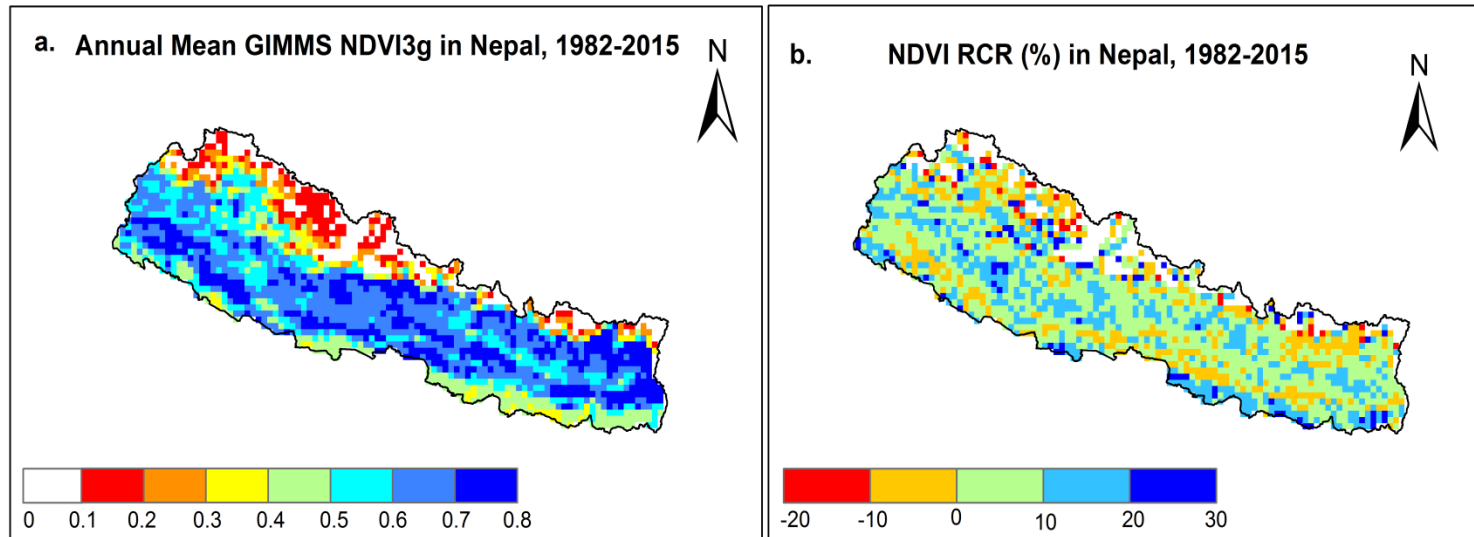 a. Annual Mean GIMMS NDVI3g in Nepal, 1982-2015
N
0 0.1 0.2 0.3 0.4 0.5 0.6 0.7 0.8
b. NDVI RCR (%) in Nepal, 1982-2015
N
-20 -10 0 10 20 30